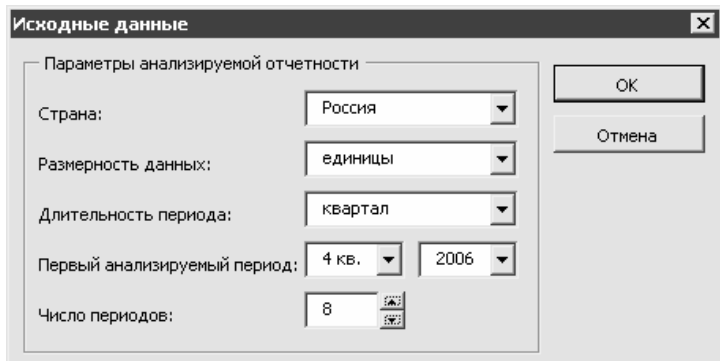 Исходные данные
Параметры анализируемой отчетности
Страна: Россия
Размерность данных: единицы
Длительность периода: квартал
Первый анализируемый период: 4 кв. 2006
Число периодов: 8
OK
Отмена